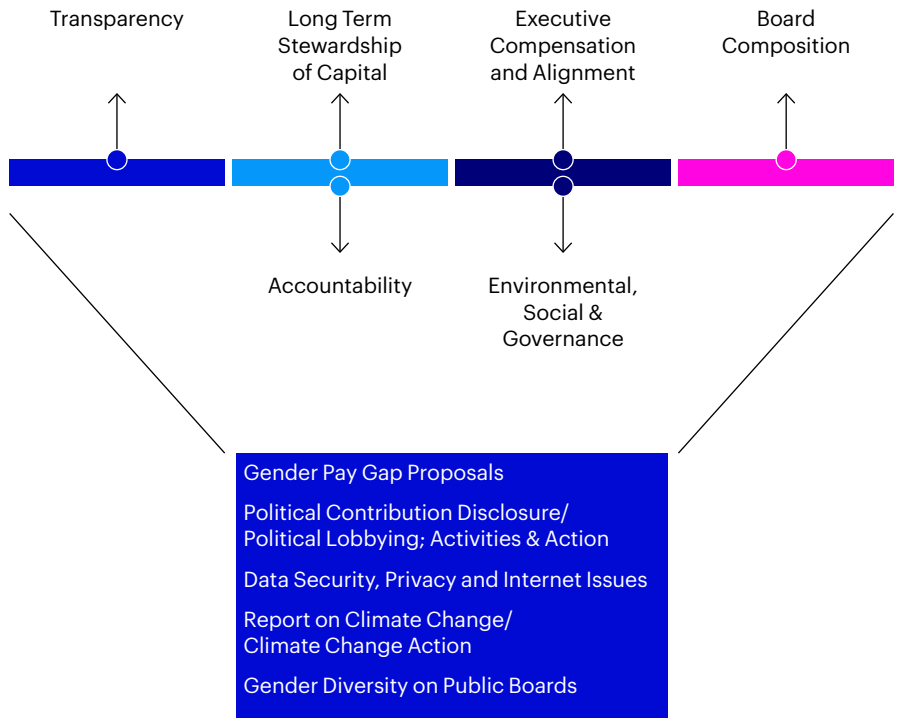 Transparency
Long Term
Stewardship
of Capital
Executive
Compensation
and Alignment
Board
Composition
Accountability
Environmental,
Social &
Governance
Gender Pay Gap Proposals
Political Contribution Disclosure/
Political Lobbying; Activities & Action
Data Security, Privacy and Internet Issues
Report on Climate Change/
Climate Change Action
Gender Diversity on Public Boards